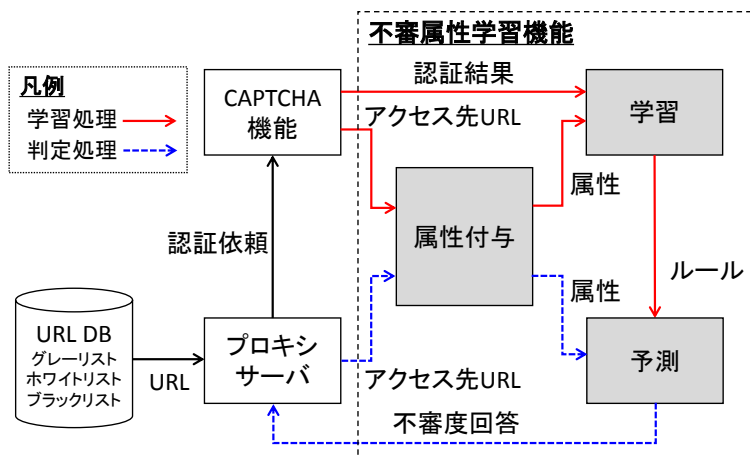 不審属性学習機能
凡例
学習処理
判定処理
CAPTCHA
機能
認証結果
アクセス先URL
学習
属性
属性付与
認証依頼
属性
ルール
URL DB
グレーリスト
ホワイトリスト
ブラックリスト
URL
プロキシ
サーバ
アクセス先URL
予測
不審度回答